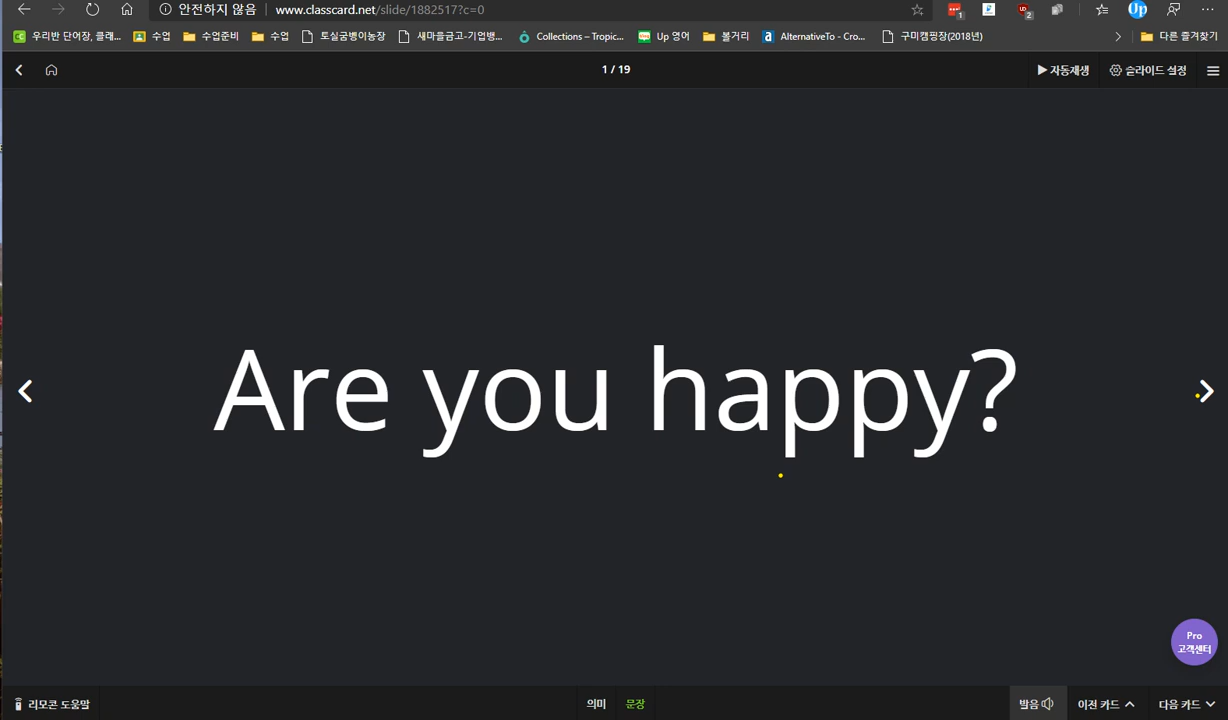 안전하지 않음 www.classcard.net/slide/1882517?c=0
우리반 단어장, 클래... 수업 수업준비 수업 토실굼벵이농장 새마을금고-기업뱅... Collections – Tropic... Up 영어 볼거리 AlternativeTo - Cro... 구미캠핑장(2018년) 다른 즐겨찾기
1 / 19 자동재생 슬라이드 설정
Are you happy?
Pro
고객센터
리모콘 도움말 의미 문장 발음 이전 카드 다음 카드